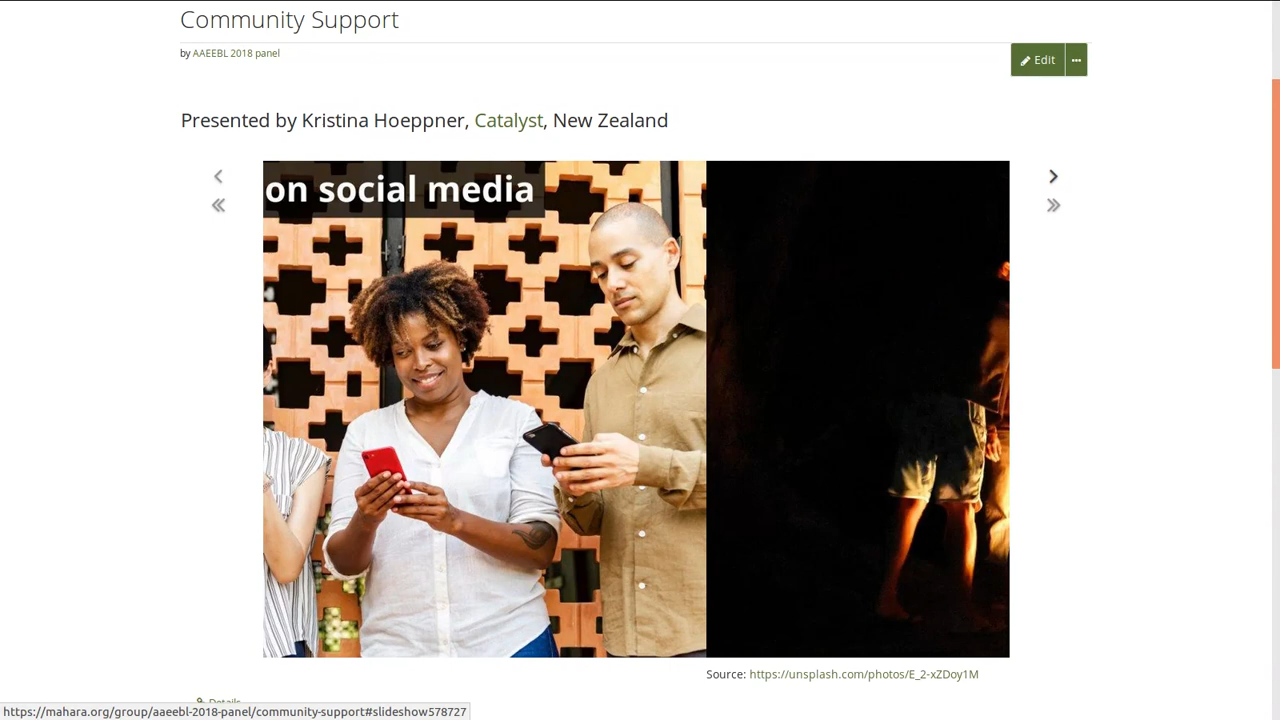 Community Support
by AAEEBL 2018 panel
Edit
Presented by Kristina Hoeppner, Catalyst, New Zealand
on social media
Source: https://unsplash.com/photos/E_2-xZDoy1M
Details
https://mahara.org/group/aaeebl-2018-panel/community-support#slideshow578727